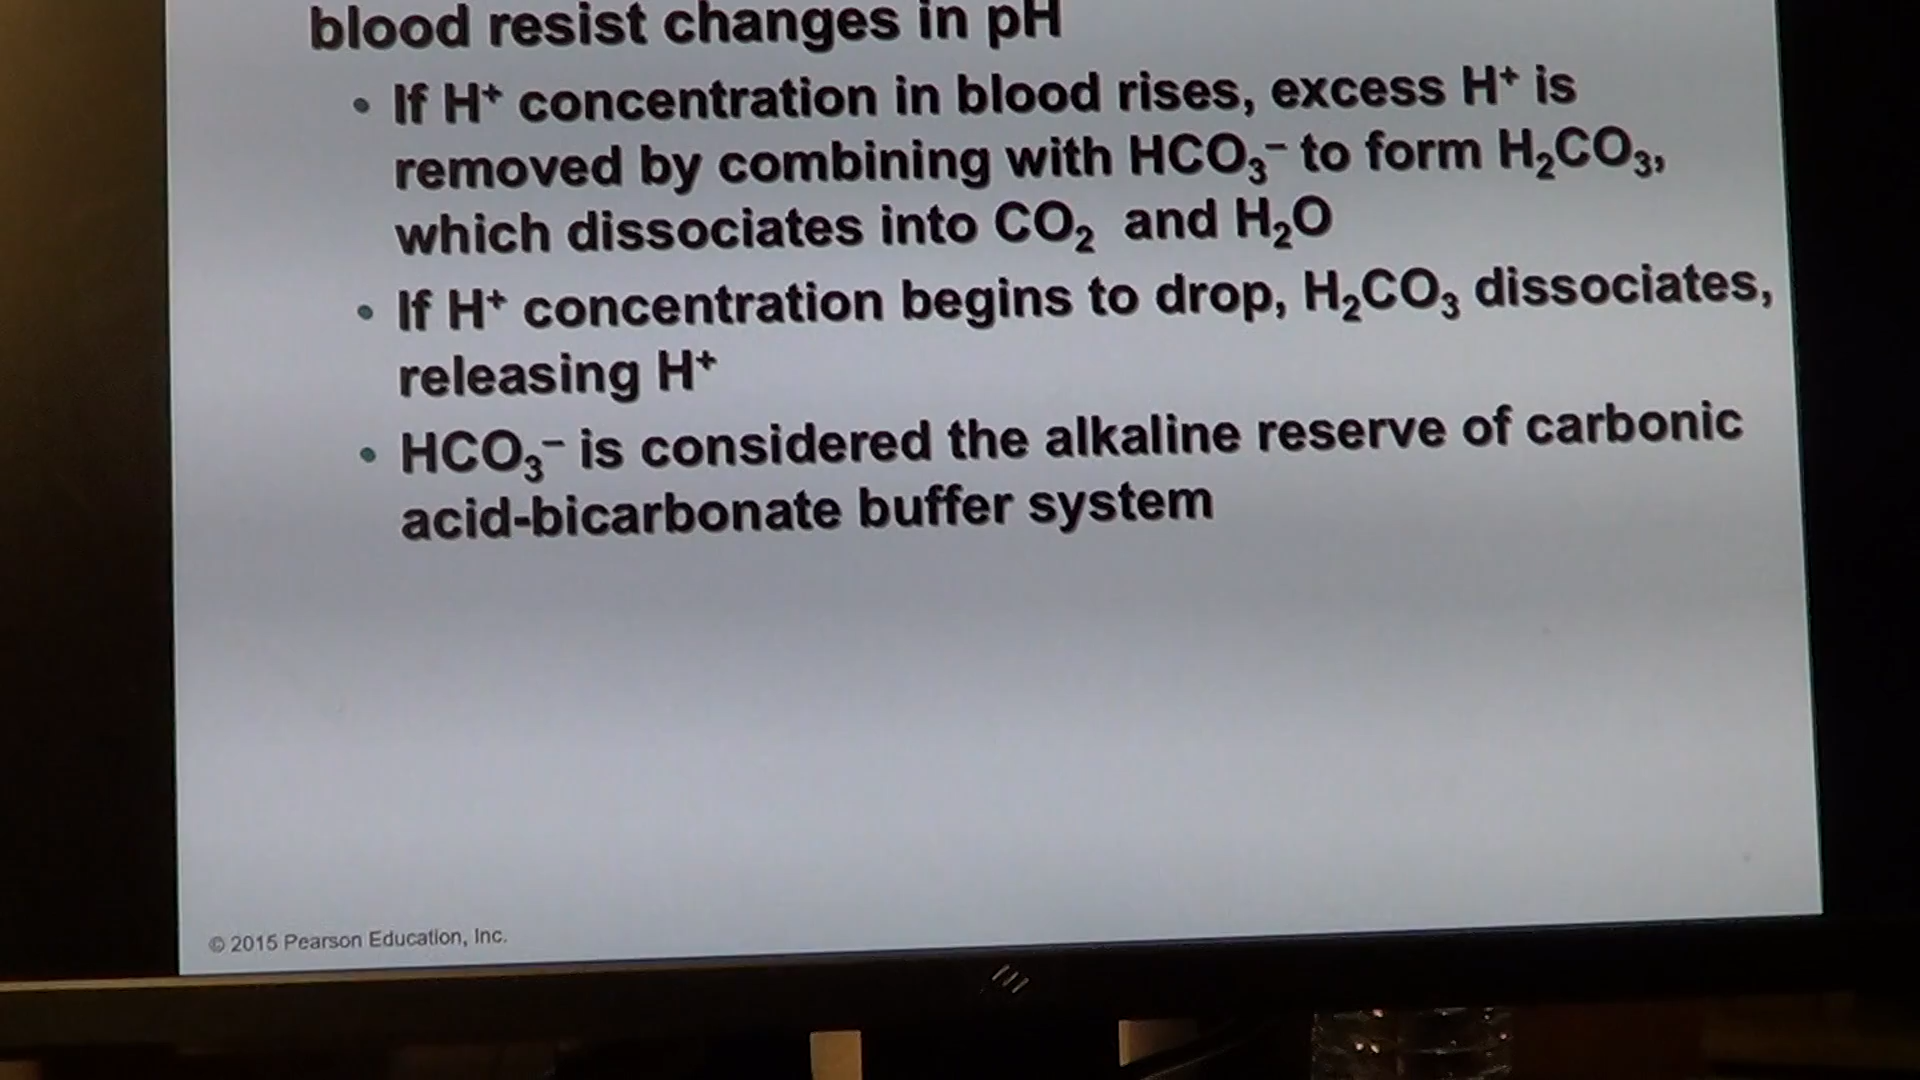 blood resist changes in pH
• If H⁺ concentration in blood rises, excess H⁺ is
removed by combining with HCO₃⁻ to form H₂CO₃,
which dissociates into CO₂ and H₂O
• If H⁺ concentration begins to drop, H₂CO₃ dissociates,
releasing H⁺
• HCO₃⁻ is considered the alkaline reserve of carbonic
acid-bicarbonate buffer system
© 2015 Pearson Education, Inc.